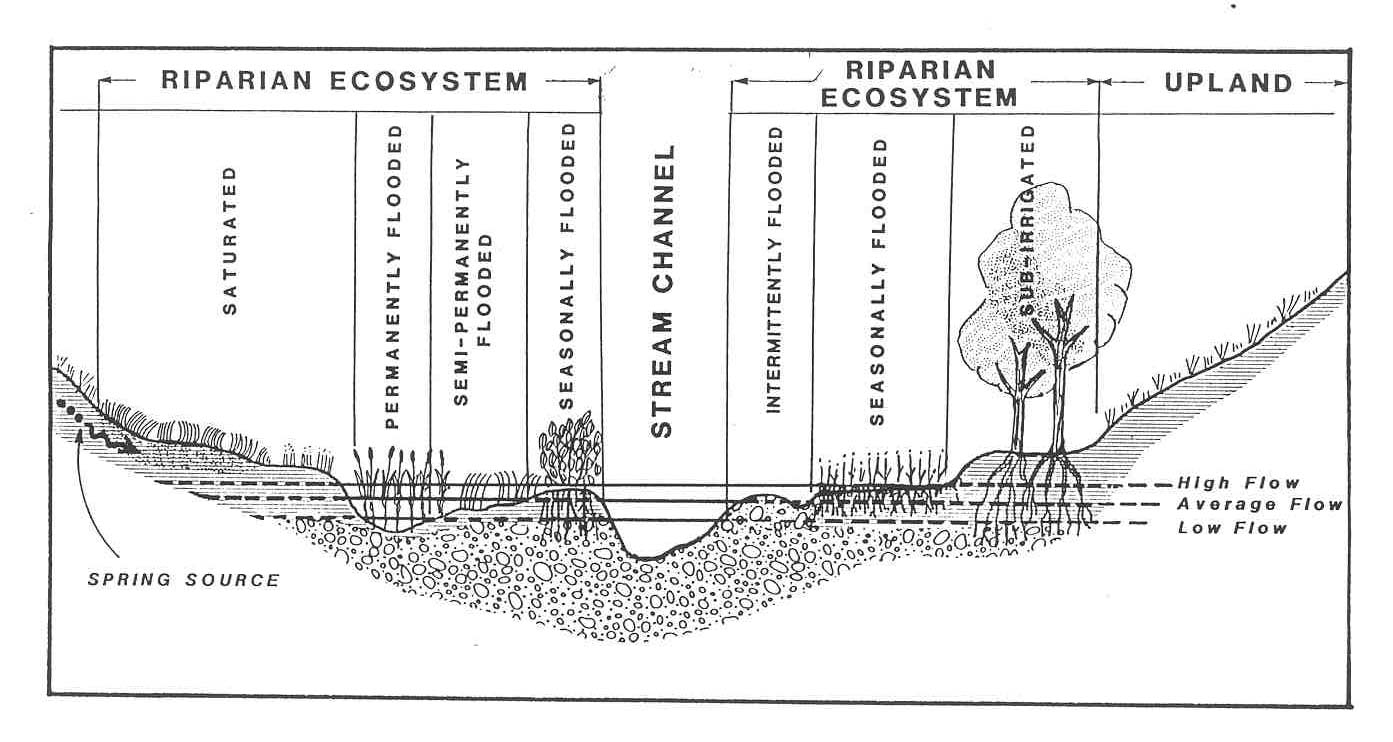 RIPARIAN ECOSYSTEM
RIPARIAN
ECOSYSTEM
UPLAND
SATURATED
PERMANENTLY FLOODED
SEMI-PERMANENTLY
FLOODED
SEASONALLY FLOODED
STREAM CHANNEL
INTERMITTENTLY FLOODED
SEASONALLY FLOODED
SUB-IRRIGATED
High Flow
Average Flow
Low Flow
SPRING SOURCE